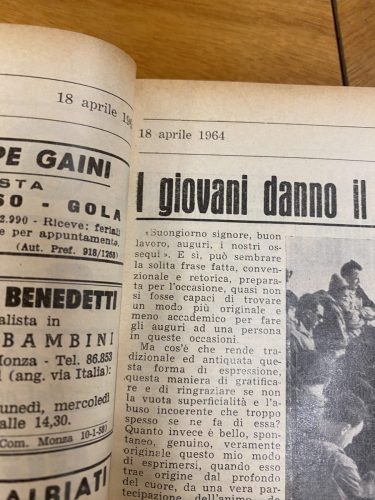 18 aprile 196
PE GAINI
STA
SO - GOLA
2.990 - Riceve: feriali
e per appuntamento.
(Aut. Pref. 918/1268)
BENEDETTI
alista in
BAMBINI
Monza - Tel. 86.853
(ang. via Italia):
lunedì, mercoledì
alle 14,30.
Com. Monza 10-1-58)
ALBIATI
18 aprile 1964
I giovani danno il
«Buongiorno signore, buon
lavoro, auguri, i nostri os-
sequi». E sì, può sembrare
la solita frase fatta, conven-
zionale e retorica, prepara-
ta per l'occasione, quasi non
si fosse capaci di trovare
un modo più originale e
meno accademico per fare
gli auguri ad una persona
in queste occasioni.
Ma cos'è che rende tra-
dizionale ed antiquata que-
sta forma di espressione,
questa maniera di gratifica-
re e di ringraziare se non
la vuota superficialità e l'a-
buso incoerente che troppo
spesso se ne fa di essa?
Quanto invece è bello, spon-
taneo, genuino, veramente
originale questo mio modo
di esprimersi, quando esso
trae origine dal profondo
del cuore, da una vera par-
tecipazione dell'animo